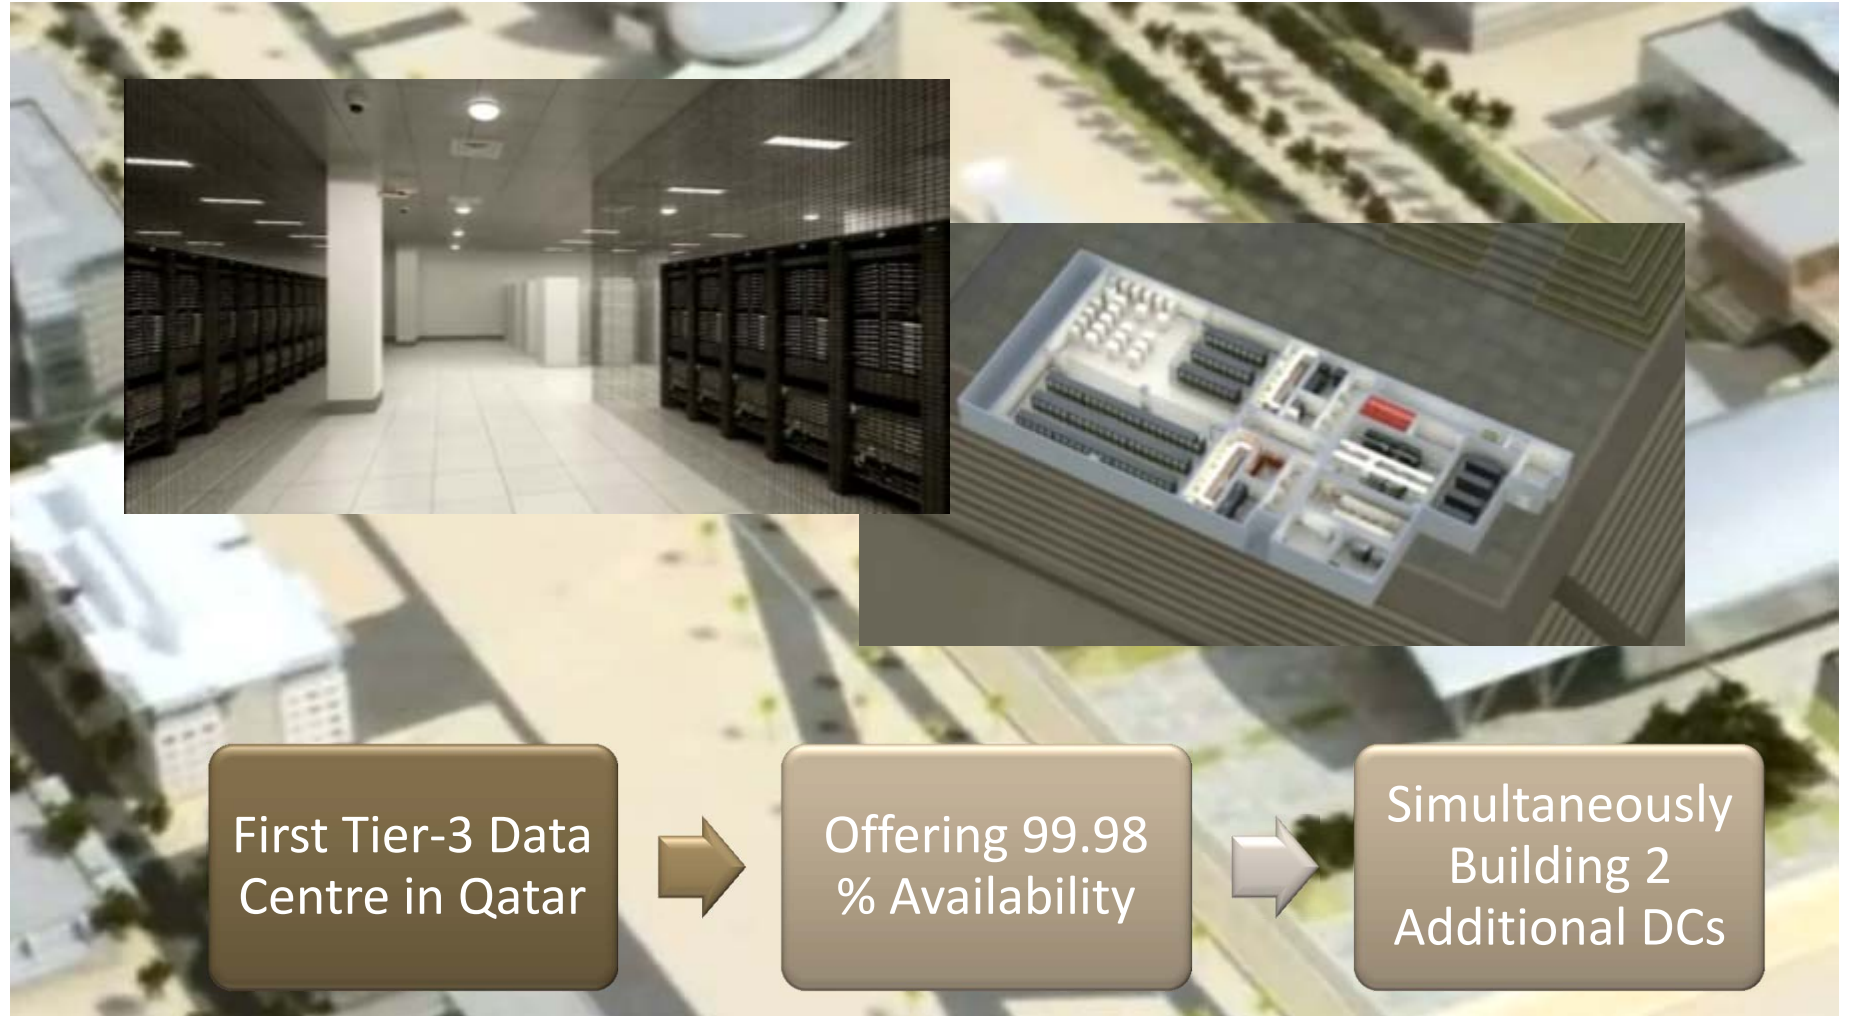 First Tier-3 Data
Centre in Qatar
Offering 99.98
% Availability
Simultaneously
Building 2
Additional DCs